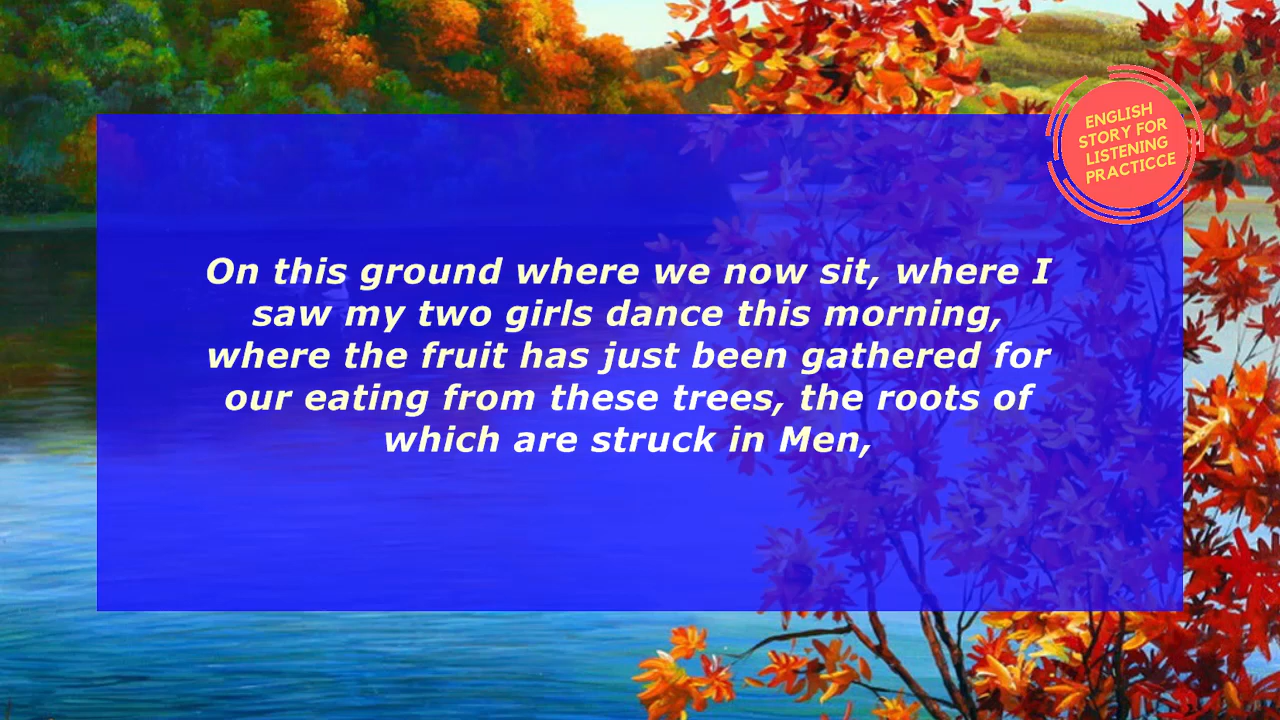 ENGLISH
STORY FOR
LISTENING
PRACTICCE
On this ground where we now sit, where I
saw my two girls dance this morning,
where the fruit has just been gathered for
our eating from these trees, the roots of
which are struck in Men,